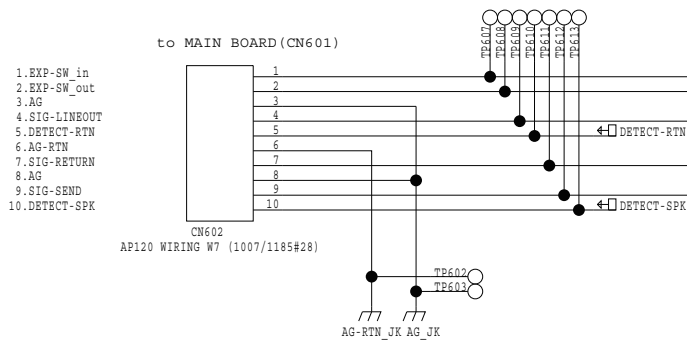 TP607
TP608
TP609
TP610
TP611
TP612
TP613
to MAIN BOARD(CN601)
1.EXP-SW_in
2.EXP-SW_out
3.AG
4.SIG-LINEOUT
5.DETECT-RTN
6.AG-RTN
7.SIG-RETURN
8.AG
9.SIG-SEND
10.DETECT-SPK
1
2
3
4
5
6
7
8
9
10
DETECT-RTN
DETECT-SPK
CN602
AP120 WIRING W7 (1007/1185#28)
TP602
TP603
AG-RTN_JK AG_JK